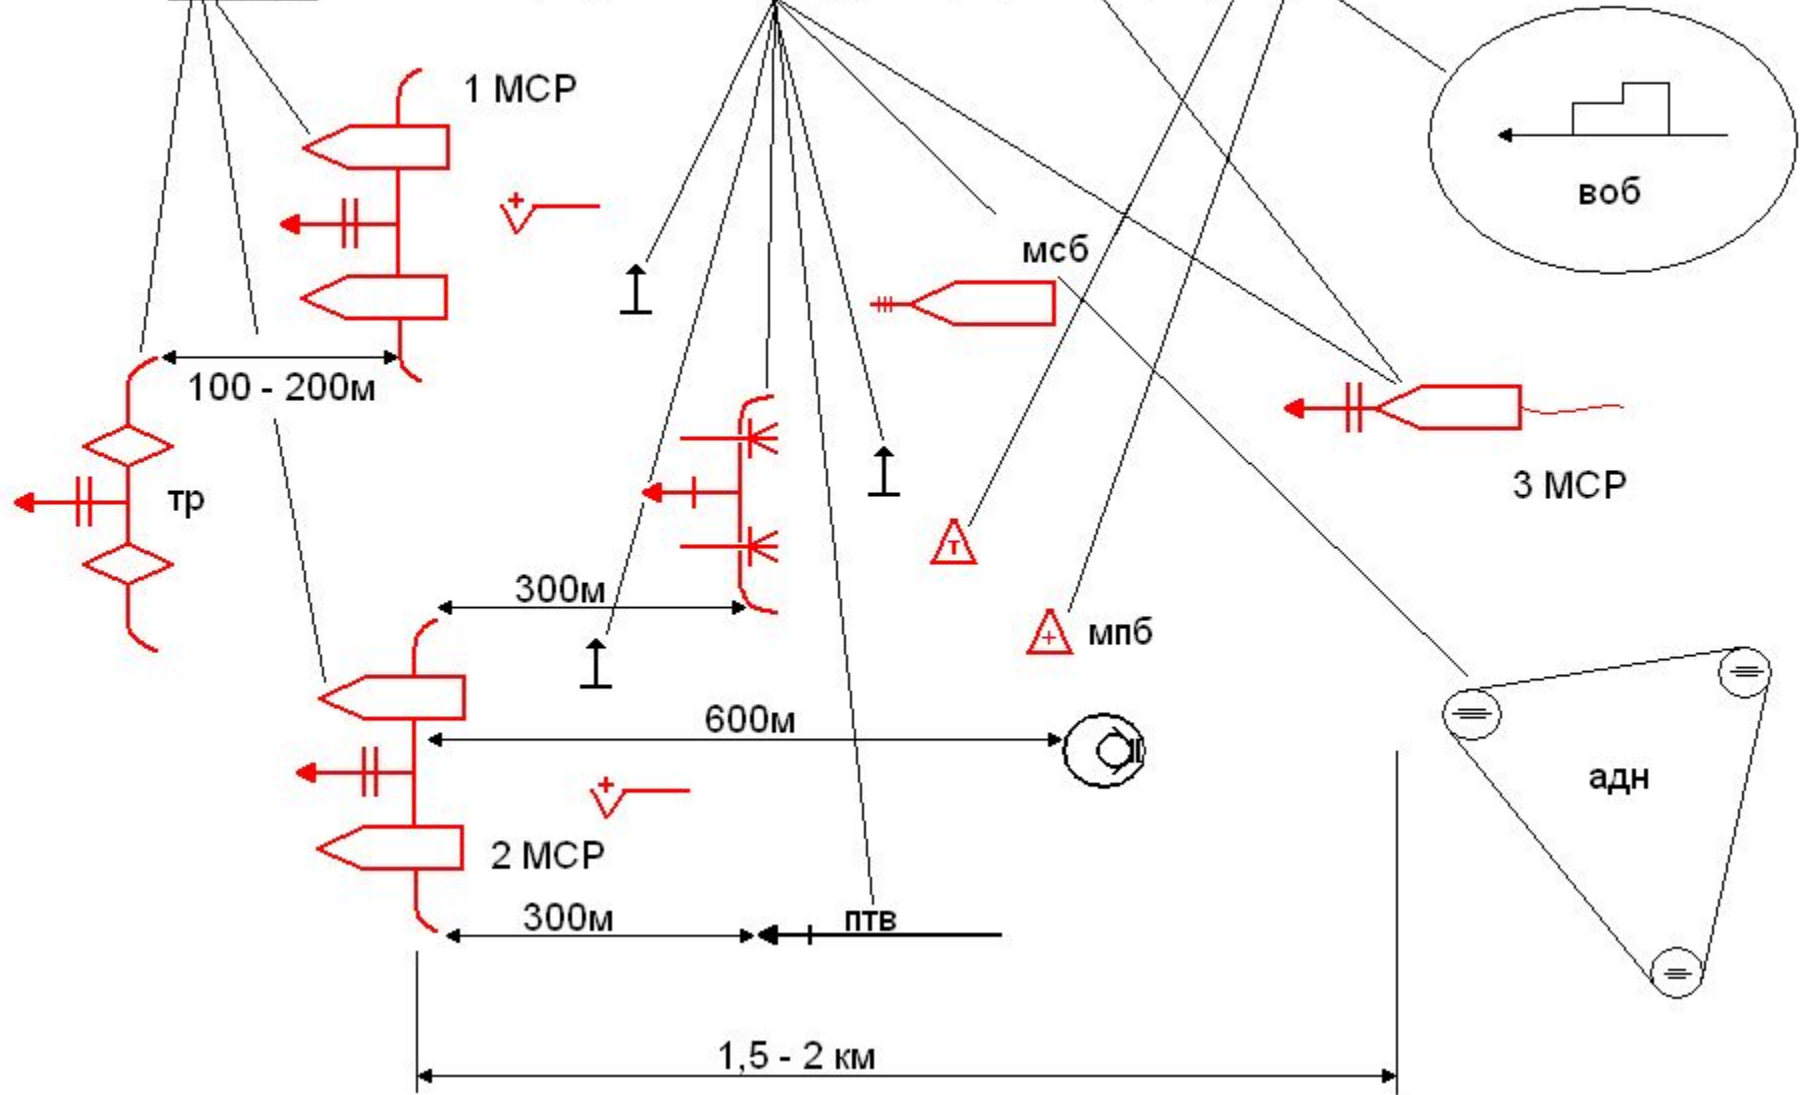 1 МСР
воб
мсб
100 - 200м
3 МСР
тр
т
300м
мпб
600м
адн
2 МСР
300м
птв
1,5 - 2 км